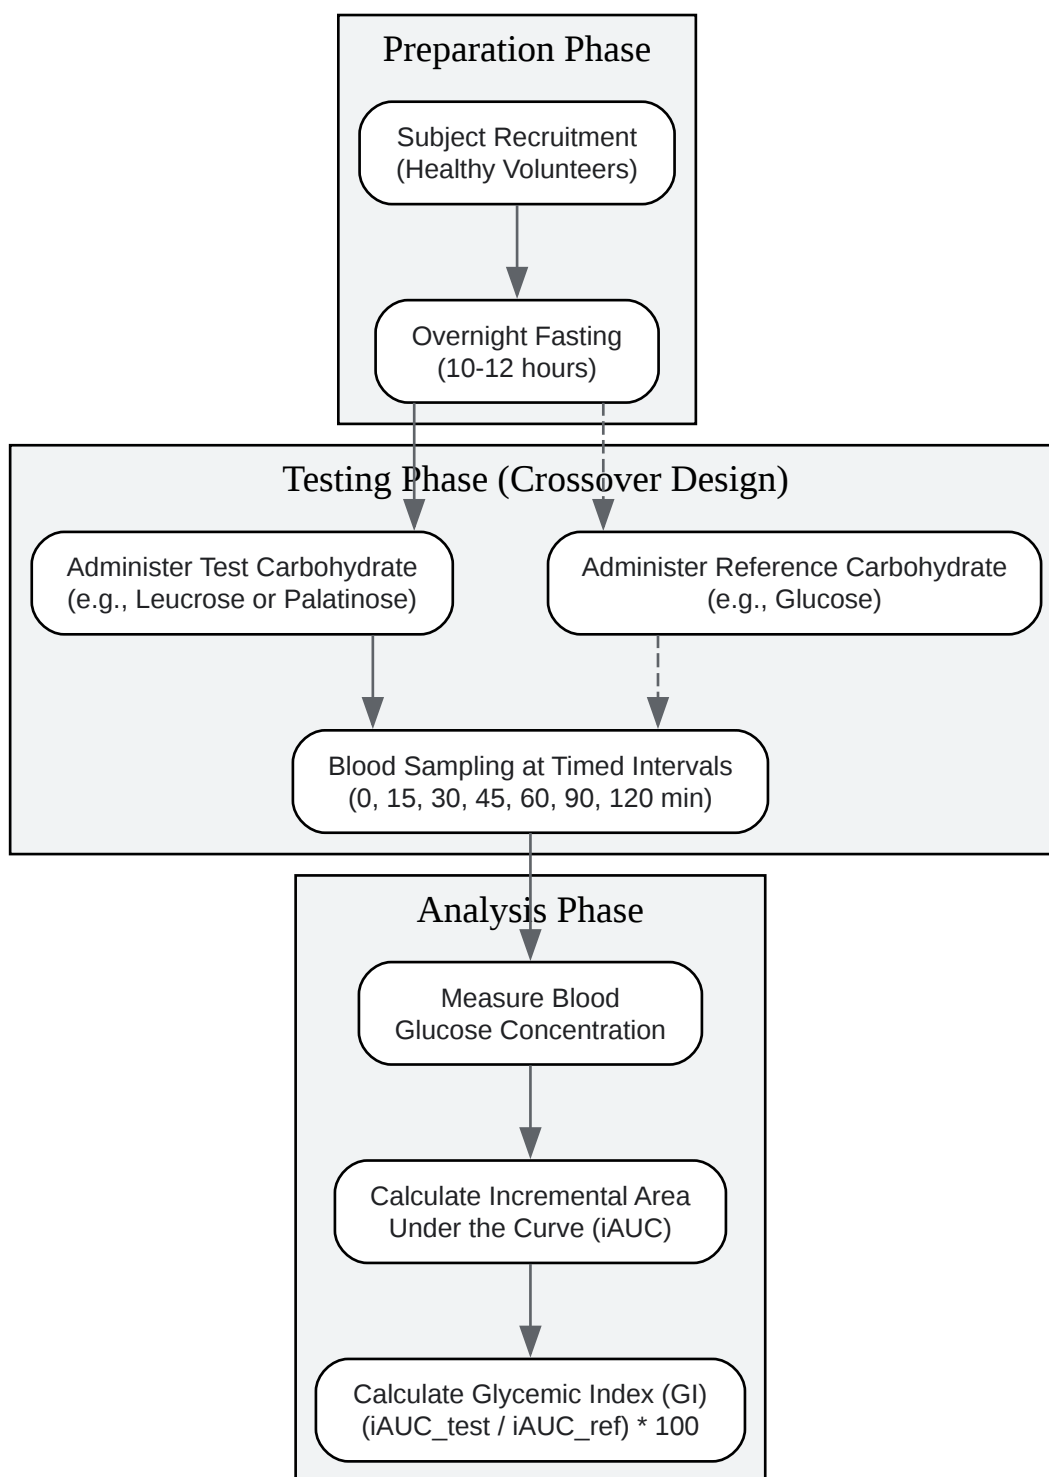 Preparation Phase
Subject Recruitment
(Healthy Volunteers)
Overnight Fasting
(10-12 hours)
Testing Phase (Crossover Design)
Administer Test Carbohydrate
(e.g., Leucrose or Palatinose)
Administer Reference Carbohydrate
(e.g., Glucose)
Blood Sampling at Timed Intervals
(0, 15, 30, 45, 60, 90, 120 min)
Analysis Phase
Measure Blood
Glucose Concentration
Calculate Incremental Area
Under the Curve (iAUC)
Calculate Glycemic Index (GI)
(iAUC_test / iAUC_ref) * 100